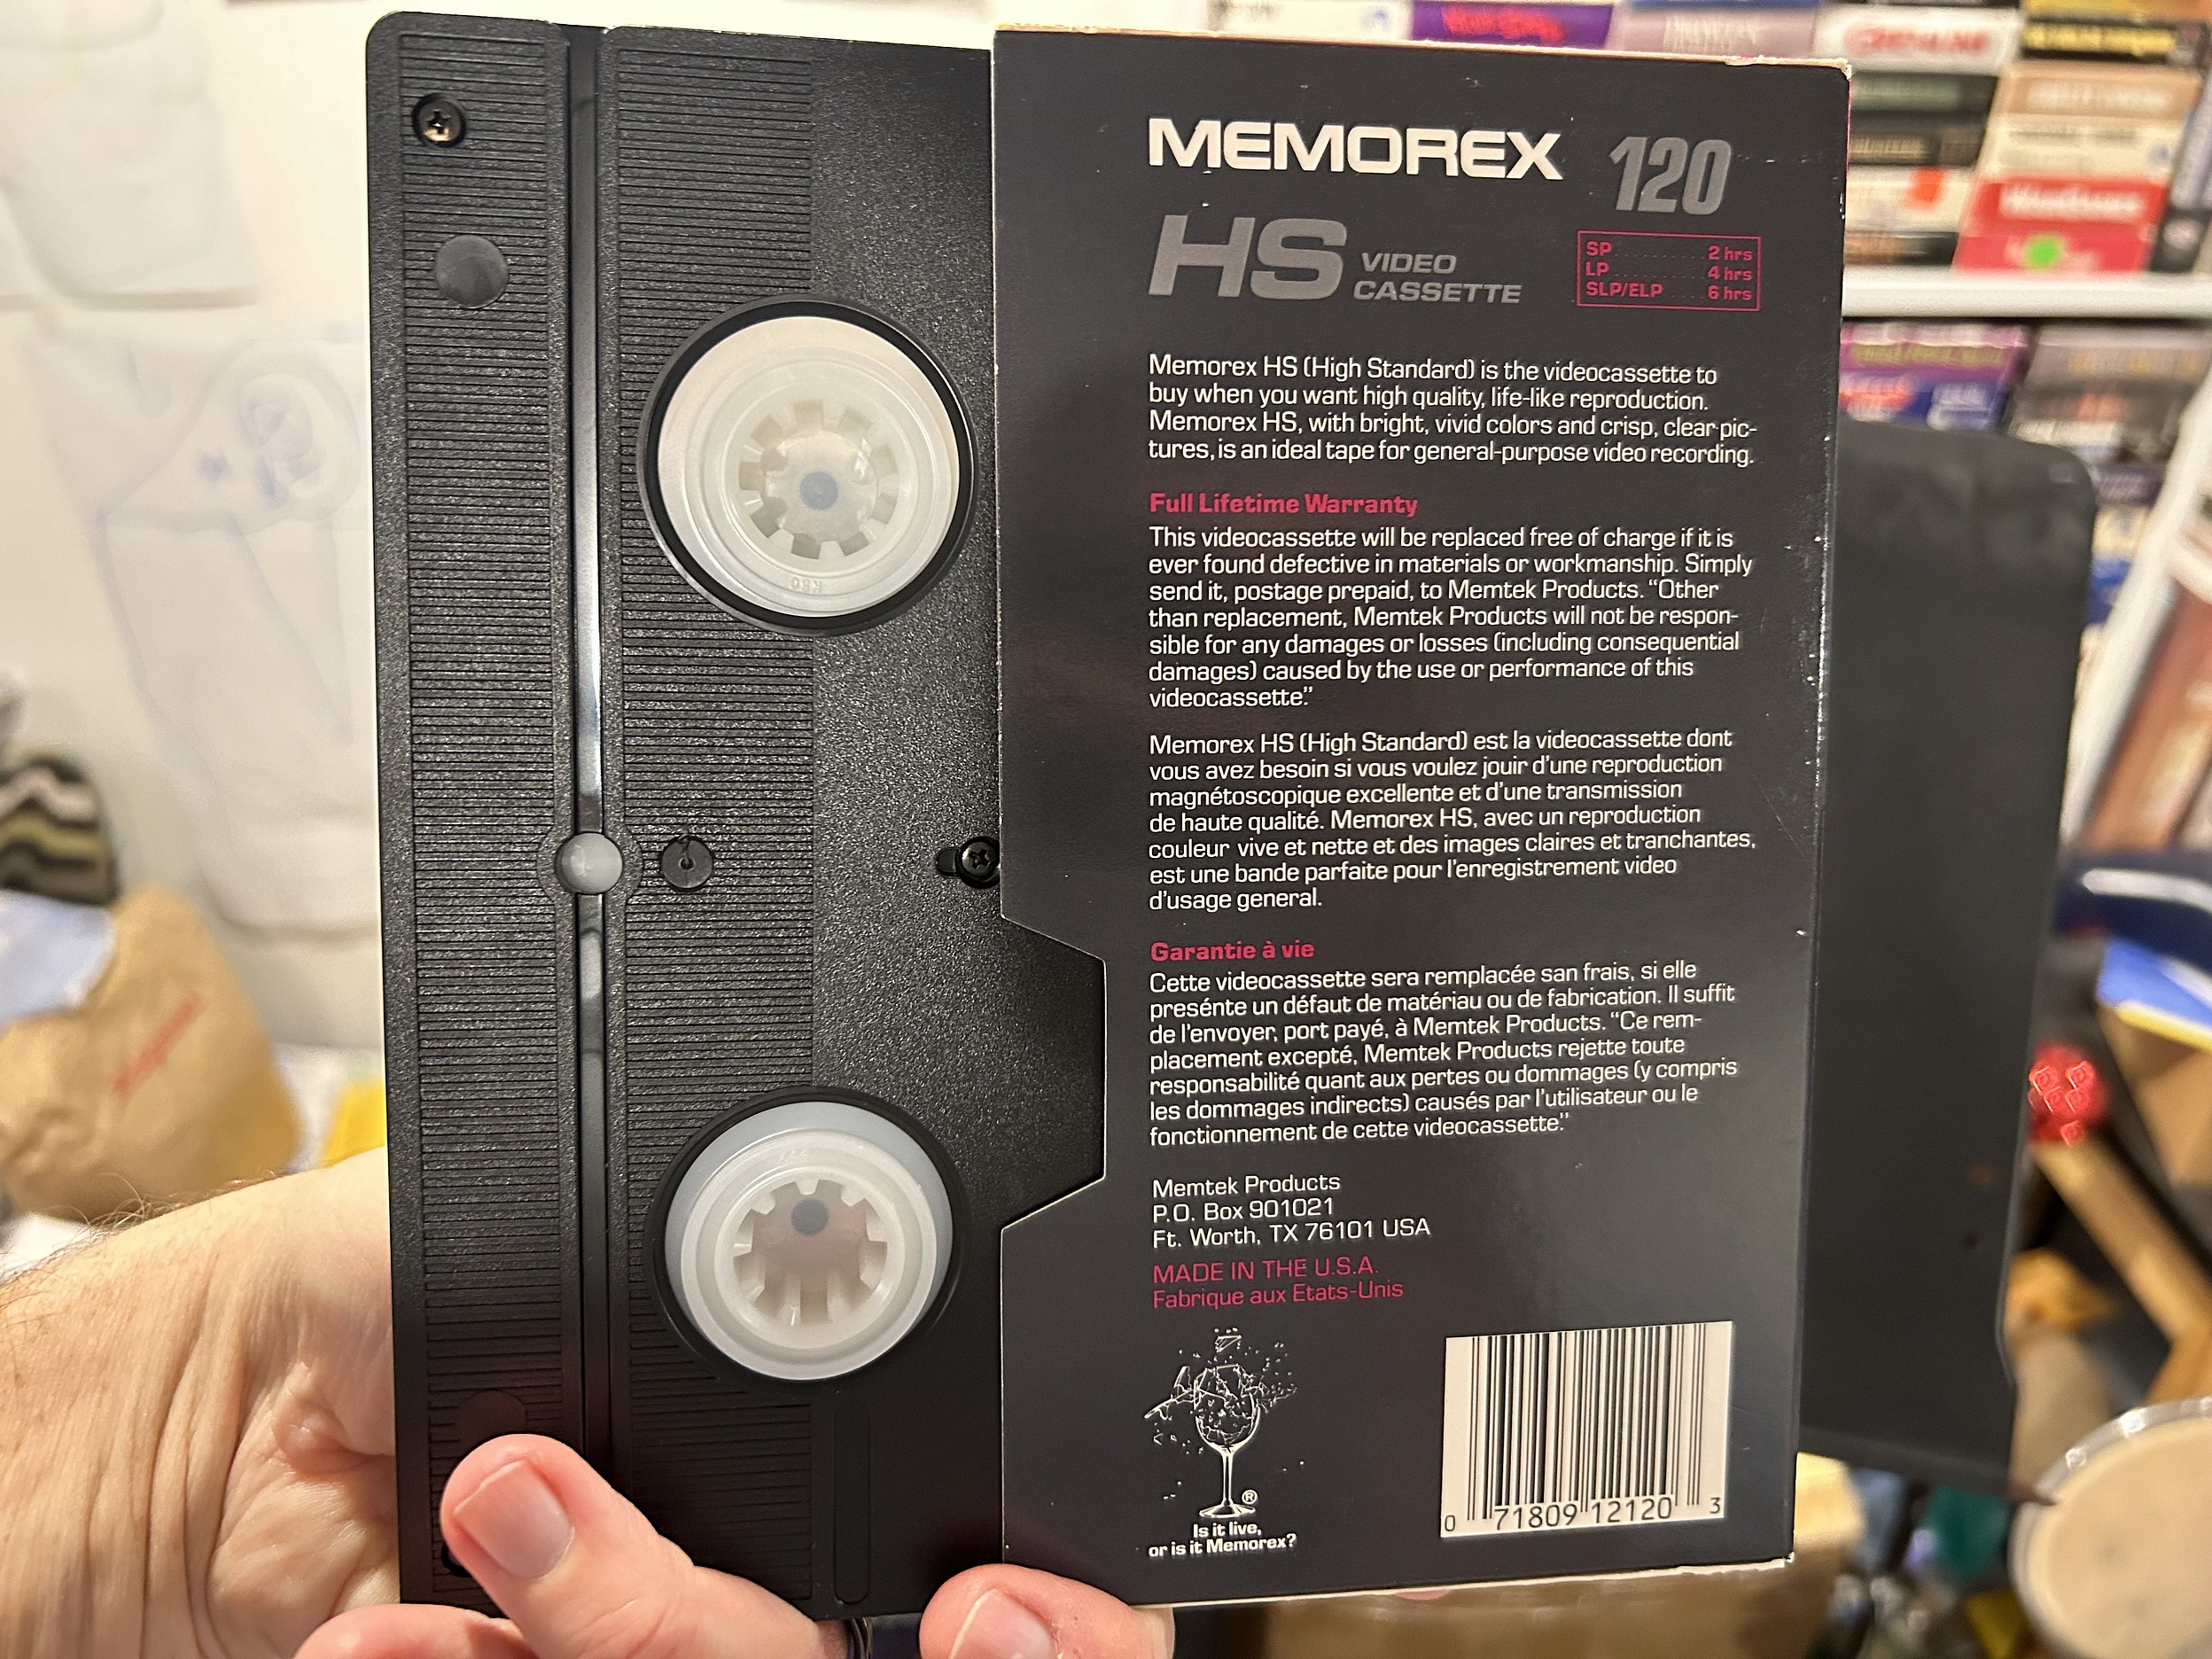 MEMOREX 120
HS VIDEO
CASSETTE
SP .......... 2 hrs
LP .......... 4 hrs
SLP/ELP .... 6 hrs
Memorex HS (High Standard) is the videocassette to
buy when you want high quality, life-like reproduction.
Memorex HS, with bright, vivid colors and crisp, clear pic-
tures, is an ideal tape for general-purpose video recording.
Full Lifetime Warranty
This videocassette will be replaced free of charge if it is
ever found defective in materials or workmanship. Simply
send it, postage prepaid, to Memtek Products. “Other
than replacement, Memtek Products will not be respon-
sible for any damages or losses (including consequential
damages) caused by the use or performance of this
videocassette.”
Memorex HS (High Standard) est la videocassette dont
vous avez besoin si vous voulez jouir d'une reproduction
magnétoscopique excellente et d'une transmission
de haute qualité. Memorex HS, avec un reproduction
couleur vive et nette et des images claires et tranchantes,
est une bande parfaite pour l'enregistrement video
d'usage general.
Garantie à vie
Cette videocassette sera remplacée san frais, si elle
presénte un défaut de matériau ou de fabrication. Il suffit
de l'envoyer, port payé, à Memtek Products. “Ce rem-
placement excepté, Memtek Products rejette toute
responsabilité quant aux pertes ou dommages (y compris
les dommages indirects) causés par l'utilisateur ou le
fonctionnement de cette videocassette.”
Memtek Products
P.O. Box 901021
Ft. Worth, TX 76101 USA
MADE IN THE U.S.A.
Fabrique aux Etats-Unis
®
Is it live,
or is it Memorex?
0 71809 12120 3